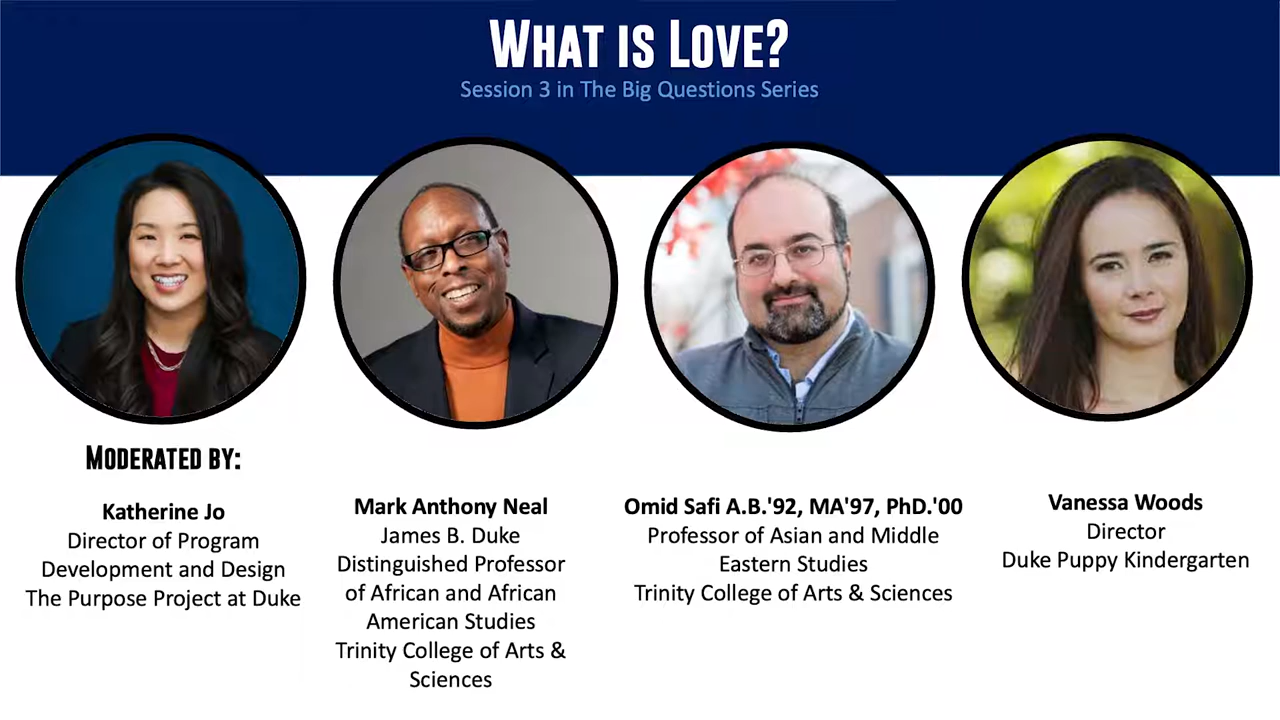 WHAT IS LOVE?
Session 3 in The Big Questions Series
MODERATED BY:
Katherine Jo
Director of Program
Development and Design
The Purpose Project at Duke
Mark Anthony Neal
James B. Duke
Distinguished Professor
of African and African
American Studies
Trinity College of Arts &
Sciences
Omid Safi A.B.'92, MA'97, PhD.'00
Professor of Asian and Middle
Eastern Studies
Trinity College of Arts & Sciences
Vanessa Woods
Director
Duke Puppy Kindergarten